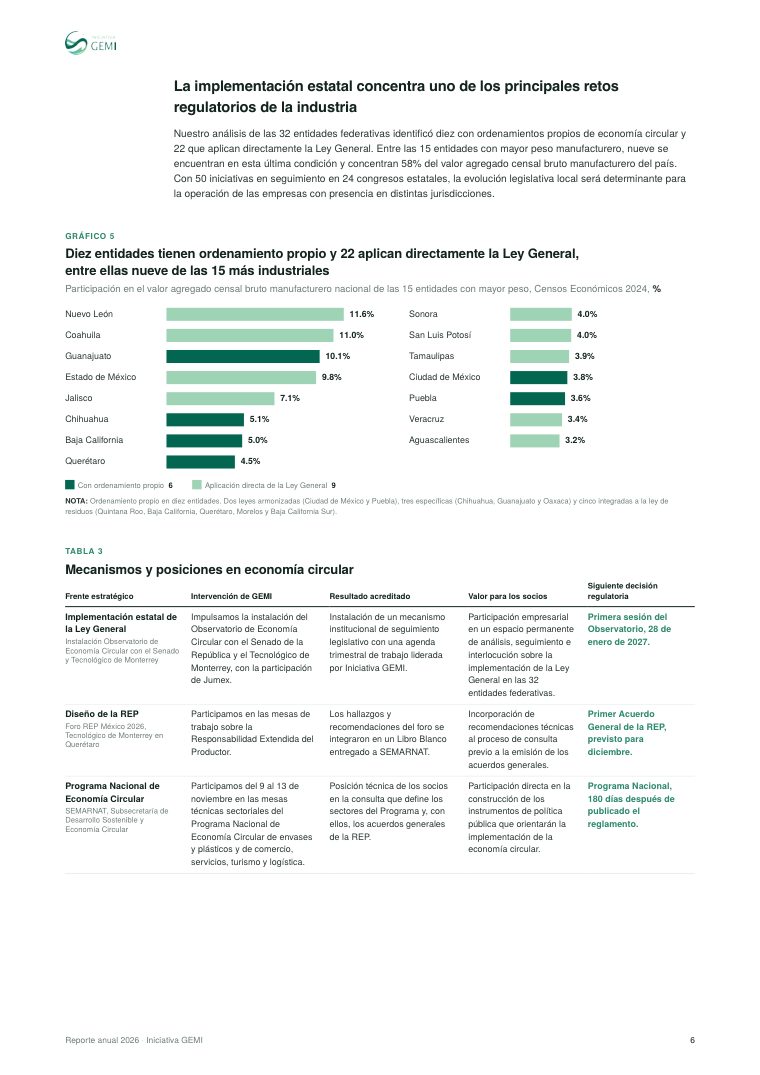 GEMI
La implementación estatal concentra uno de los principales retos
regulatorios de la industria
Nuestro análisis de las 32 entidades federativas identificó diez con ordenamientos propios de economía circular y
22 que aplican directamente la Ley General. Entre las 15 entidades con mayor peso manufacturero, nueve se
encuentran en esta última condición y concentran 58% del valor agregado censal bruto manufacturero del país.
Con 50 iniciativas en seguimiento en 24 congresos estatales, la evolución legislativa local será determinante para
la operación de las empresas con presencia en distintas jurisdicciones.
GRÁFICO 5
Diez entidades tienen ordenamiento propio y 22 aplican directamente la Ley General,
entre ellas nueve de las 15 más industriales
Participación en el valor agregado censal bruto manufacturero nacional de las 15 entidades con mayor peso, Censos Económicos 2024, %
Nuevo León 11.6%
Coahuila 11.0%
Guanajuato 10.1%
Estado de México 9.8%
Jalisco 7.1%
Chihuahua 5.1%
Baja California 5.0%
Querétaro 4.5%
Sonora 4.0%
San Luis Potosí 4.0%
Tamaulipas 3.9%
Ciudad de México 3.8%
Puebla 3.6%
Veracruz 3.4%
Aguascalientes 3.2%
Con ordenamiento propio 6 Aplicación directa de la Ley General 9
NOTA: Ordenamiento propio en diez entidades. Dos leyes armonizadas (Ciudad de México y Puebla), tres específicas (Chihuahua, Guanajuato y Oaxaca) y cinco integradas a la ley de
residuos (Quintana Roo, Baja California, Querétaro, Morelos y Baja California Sur).
TABLA 3
Mecanismos y posiciones en economía circular
Frente estratégico
Intervención de GEMI
Resultado acreditado
Valor para los socios
Siguiente decisión
regulatoria
Implementación estatal de
la Ley General
Instalación Observatorio de
Economía Circular con el Senado
y Tecnológico de Monterrey
Impulsamos la instalación del
Observatorio de Economía
Circular con el Senado de la
República y el Tecnológico de
Monterrey, con la participación
de Jumex.
Instalación de un mecanismo
institucional de seguimiento
legislativo con una agenda
trimestral de trabajo liderada
por Iniciativa GEMI.
Participación empresarial
en un espacio permanente
de análisis, seguimiento e
interlocución sobre la
implementación de la Ley
General en las 32
entidades federativas.
Primera sesión del
Observatorio, 28 de
enero de 2027.
Diseño de la REP
Foro REP México 2026,
Tecnológico de Monterrey en
Querétaro
Participamos en las mesas de
trabajo sobre la
Responsabilidad Extendida del
Productor.
Los hallazgos y
recomendaciones del foro se
integraron en un Libro Blanco
entregado a SEMARNAT.
Incorporación de
recomendaciones técnicas
al proceso de consulta
previo a la emisión de los
acuerdos generales.
Primer Acuerdo
General de la REP,
previsto para
diciembre.
Programa Nacional de
Economía Circular
SEMARNAT, Subsecretaría de
Desarrollo Sostenible y
Economía Circular
Participamos del 9 al 13 de
noviembre en las mesas
técnicas sectoriales del
Programa Nacional de
Economía Circular de envases
y plásticos y de comercio,
servicios, turismo y logística.
Posición técnica de los socios
en la consulta que define los
sectores del Programa y, con
ellos, los acuerdos generales
de la REP.
Participación directa en la
construcción de los
instrumentos de política
pública que orientarán la
implementación de la
economía circular.
Programa Nacional,
180 días después de
publicado el
reglamento.
Reporte anual 2026 · Iniciativa GEMI
6